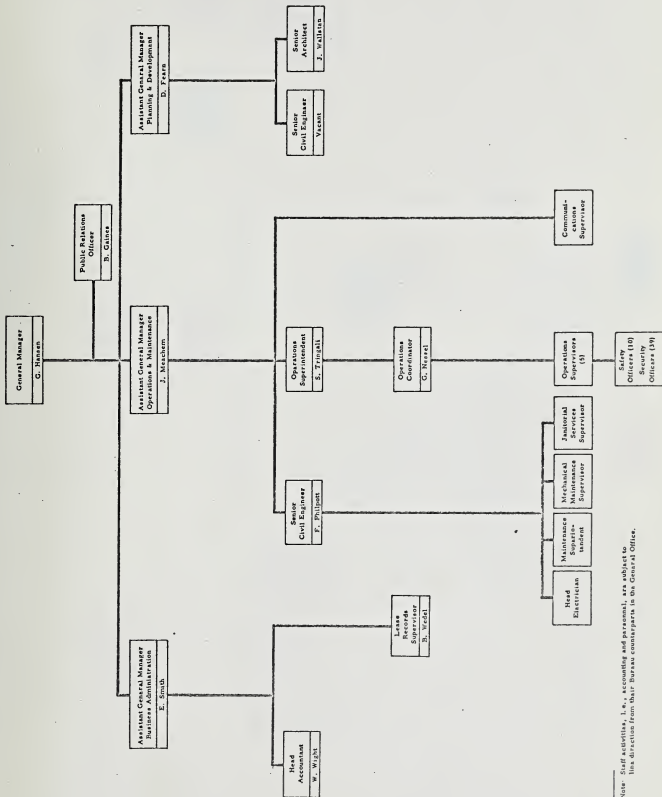 General Manager
G. Hansen
Public Relations
Officer
B. Gaines
Assistant General Manager
Business Administration
E. Smuth
Assistant General Manager
Operations & Maintenance
J. Meachem
Assistant General Manager
Planning & Development
D. Fearn
Head
Accountant
W. Wight
Lease
Records
Supervisor
B. Wedel
Senior
Civil Engineer
F. Philpott
Operations
Superintendent
S. Tringali
Operations
Coordinator
G. Nessel
Senior
Civil Engineer
Vacant
Senior
Architect
J. Wallstan
Head
Electrician
Maintenance
Superin-
tendent
Mechanical
Maintenance
Supervisor
Janitorial
Services
Supervisor
Operations
Supervisors
(5)
Communi-
cations
Supervisor
Safety
Officers (10)
Security
Officers (39)
Note: Staff activities, i.e., accounting and personnel, are subject to
line direction from their Bureau counterparts in the General Office.